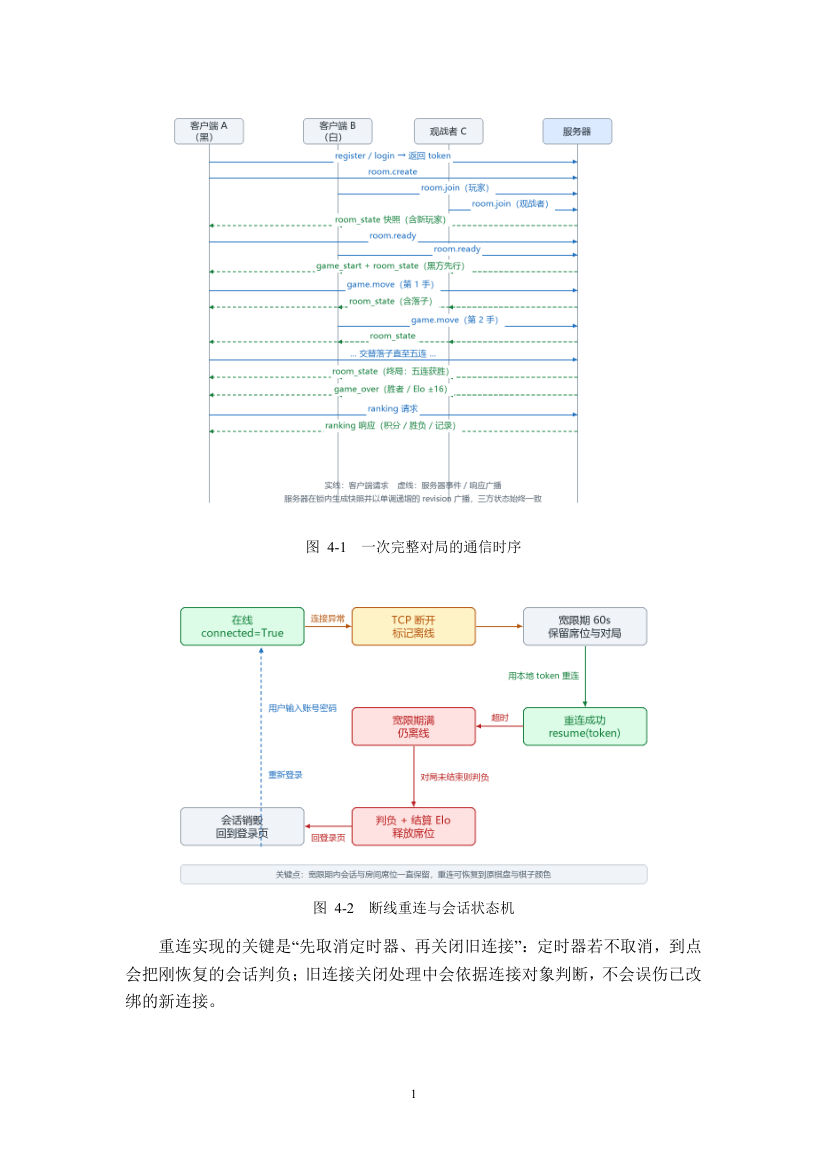 客户端 A
（黑）
客户端 B
（白）
观战者 C
服务器
register / login → 返回 token
room.create
room.join（玩家）
room.join（观战者）
room_state 快照（含新玩家）
room.ready
room.ready
game_start + room_state（黑方先行）
game.move（第 1 手）
room_state（含落子）
game.move（第 2 手）
room_state
... 交替落子直至五连 ...
room_state（终局：五连获胜）
game_over（胜者 / Elo ±16）
ranking 请求
ranking 响应（积分 / 胜负 / 记录）
实线：客户端请求 虚线：服务器事件 / 响应广播
服务器在锁内生成快照并以单调递增的 revision 广播，三方状态始终一致
图 4-1 一次完整对局的通信时序
在线
connected=True
连接异常
TCP 断开
标记离线
宽限期 60s
保留席位与对局
用本地 token 重连
用户输入账号密码
宽限期满
仍离线
超时
重连成功
resume(token)
重新登录
对局未结束则判负
会话销毁
回到登录页
回登录页
判负 + 结算 Elo
释放席位
关键点：宽限期内会话与房间席位一直保留，重连可恢复到原棋盘与棋子颜色
图 4-2 断线重连与会话状态机
重连实现的关键是“先取消定时器、再关闭旧连接”：定时器若不取消，到点
会把刚恢复的会话判负；旧连接关闭处理中会依据连接对象判断，不会误伤已改
绑的新连接。
1